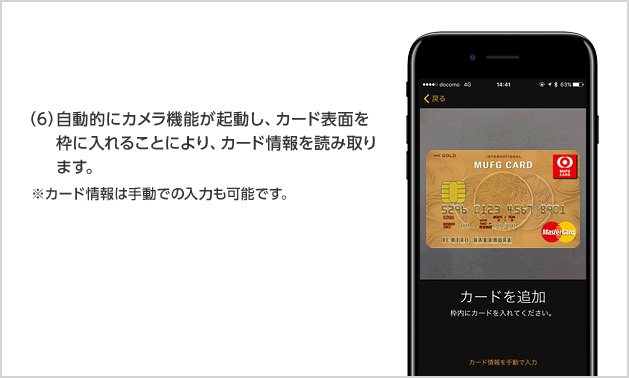 （6）自動的にカメラ機能が起動し、カード表面を
枠に入れることにより、カード情報を読み取り
ます。
※カード情報は手動での入力も可能です。
docomo 4G 14:41 63%
戻る
GOLD INTERNATIONAL
MUFG CARD
MUFG CARD
5296 0123 4567 8901
5296
MONTH / YEAR
ICHIRO NAKAMURA
MasterCard
カードを追加
枠内にカードを入れてください。
カード情報を手動で入力